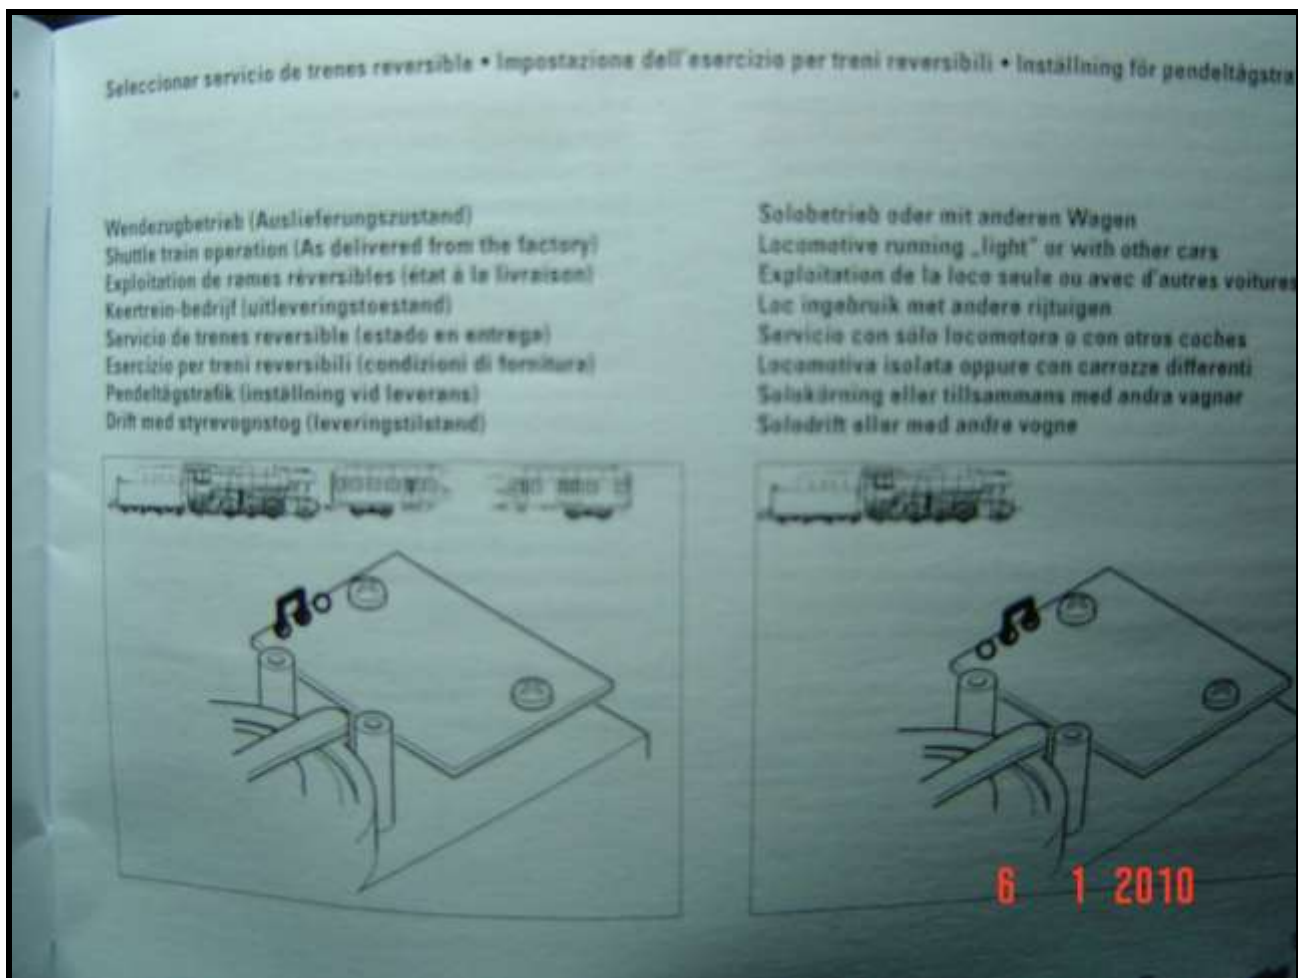 Seleccionar servicio de trenes reversible • Impostazione dell'esercizio per treni reversibili • Inställning för pendeltågstra
Wendezugbetrieb (Auslieferungszustand)
Shuttle train operation (As delivered from the factory)
Exploitation de rames réversibles (état à la livraison)
Keertrein-bedrijf (uitleveringstoestand)
Servicio de trenes reversible (estado en entrega)
Esercizio per treni reversibili (condizioni di fornitura)
Pendeltågstrafik (inställning vid leverans)
Drift med styrevognstog (leveringstilstand)
Solobetrieb oder mit anderen Wagen
Locomotive running „light" or with other cars
Exploitation de la loco seule ou avec d'autres voitures
Loc ingebruik met andere rijtuigen
Servicio con sólo locomotora o con otros coches
Locomotiva isolata oppure con carrozze differenti
Solokörning eller tillsammans med andra vagnar
Solodrift eller med andre vogne
6 1 2010